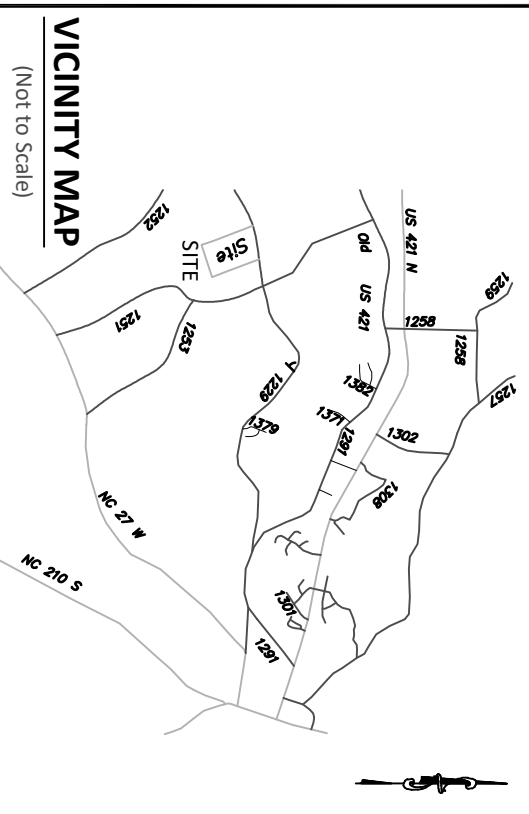 VICINITY MAP
(Not to Scale)
1259
1257
US 421 N
1258
1258
Old US 421
1252
Site
SITE
1302
1382
1371
1291
1251
1253
1229
1379
1308
NC 27 W
NC 210 S
1301
1291